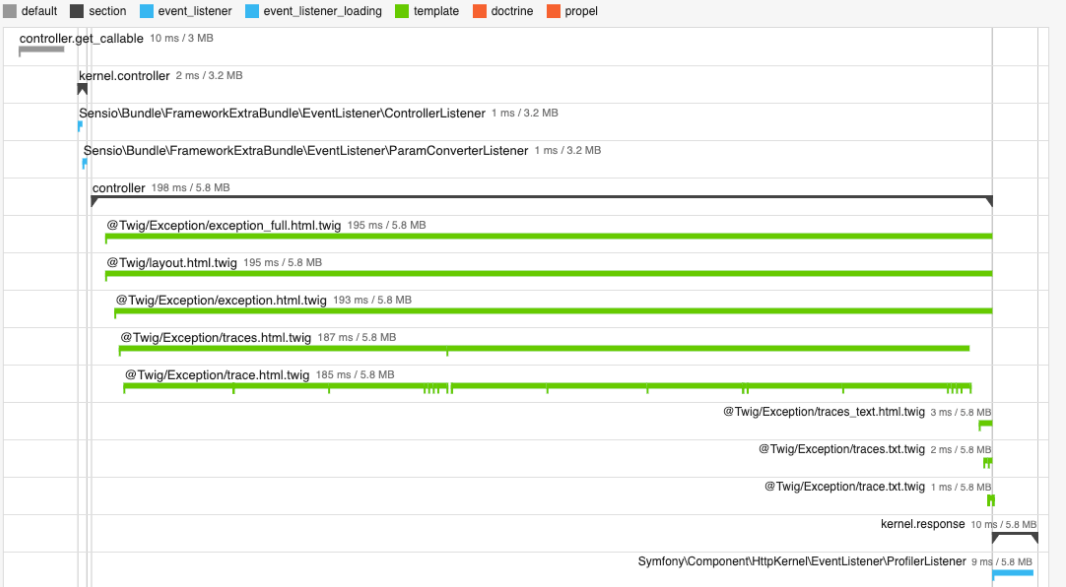 default section event_listener event_listener_loading template doctrine propel
controller.get_callable 10 ms / 3 MB
kernel.controller 2 ms / 3.2 MB
Sensio\Bundle\FrameworkExtraBundle\EventListener\ControllerListener 1 ms / 3.2 MB
Sensio\Bundle\FrameworkExtraBundle\EventListener\ParamConverterListener 1 ms / 3.2 MB
controller 198 ms / 5.8 MB
@Twig/Exception/exception_full.html.twig 195 ms / 5.8 MB
@Twig/layout.html.twig 195 ms / 5.8 MB
@Twig/Exception/exception.html.twig 193 ms / 5.8 MB
@Twig/Exception/traces.html.twig 187 ms / 5.8 MB
@Twig/Exception/trace.html.twig 185 ms / 5.8 MB
@Twig/Exception/traces_text.html.twig 3 ms / 5.8 MB
@Twig/Exception/traces.txt.twig 2 ms / 5.8 MB
@Twig/Exception/trace.txt.twig 1 ms / 5.8 MB
kernel.response 10 ms / 5.8 MB
Symfony\Component\HttpKernel\EventListener\ProfilerListener 9 ms / 5.8 MB